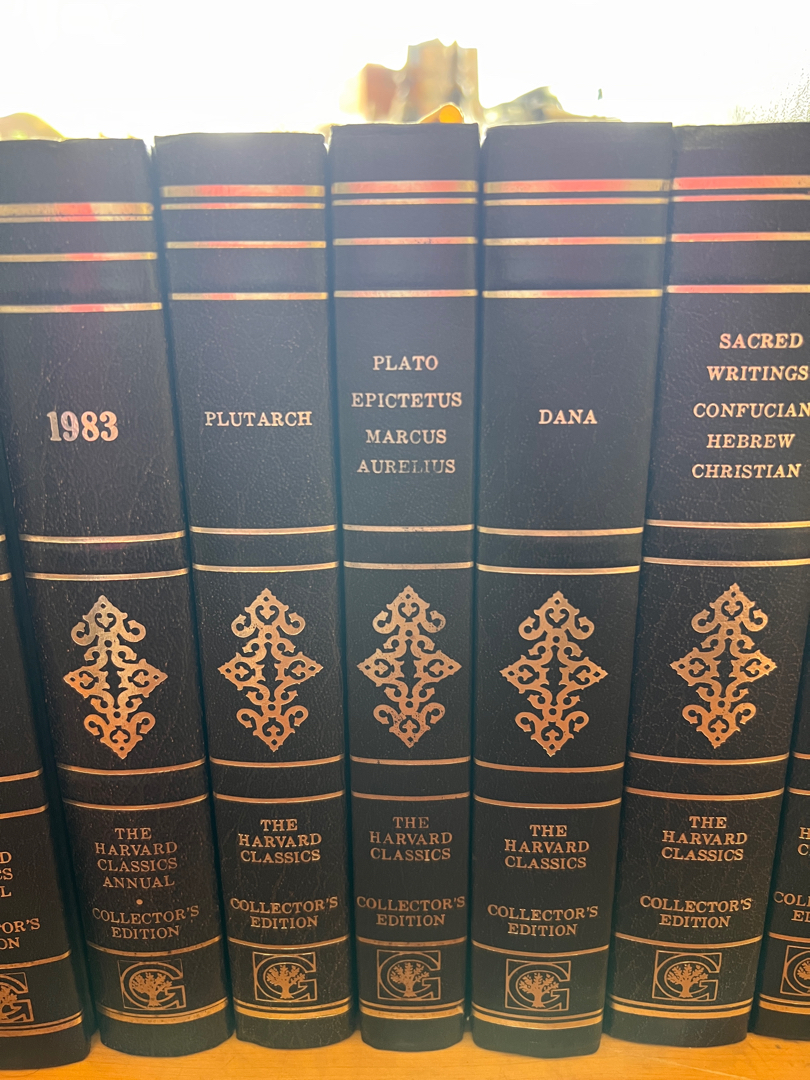 1983
THE
HARVARD
CLASSICS
ANNUAL
COLLECTOR'S
EDITION
G
PLUTARCH
THE
HARVARD
CLASSICS
COLLECTOR'S
EDITION
G
PLATO
EPICTETUS
MARCUS
AURELIUS
THE
HARVARD
CLASSICS
COLLECTOR'S
EDITION
G
DANA
THE
HARVARD
CLASSICS
COLLECTOR'S
EDITION
G
SACRED
WRITINGS
CONFUCIAN
HEBREW
CHRISTIAN
THE
HARVARD
CLASSICS
COLLECTOR'S
EDITION
G